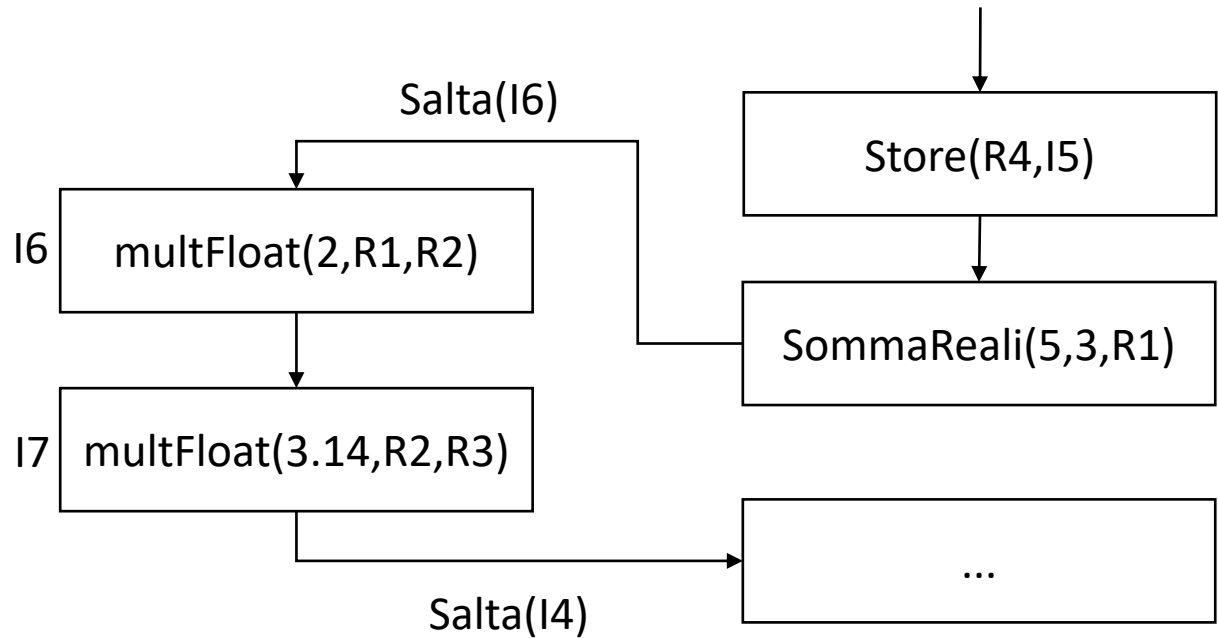 Salta(I6)
Store(R4,I5)
I6
multFloat(2,R1,R2)
SommaReali(5,3,R1)
I7
multFloat(3.14,R2,R3)
...
Salta(I4)